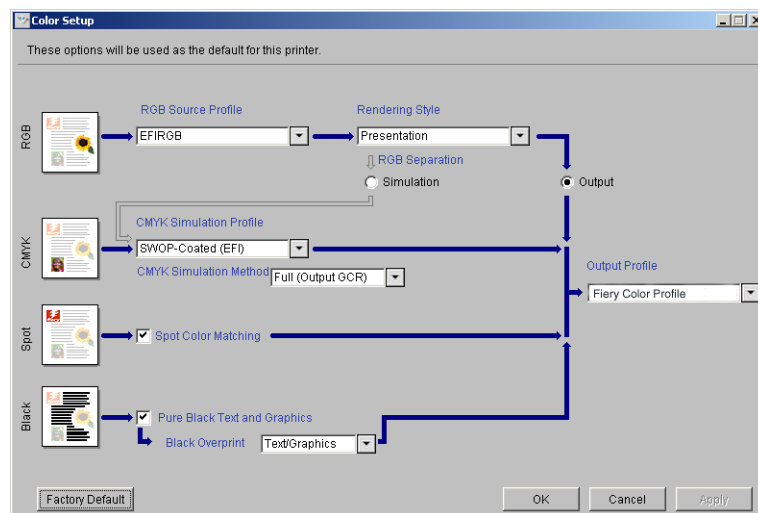 Color Setup
These options will be used as the default for this printer.
RGB
RGB Source Profile
EFIRGB
Rendering Style
Presentation
RGB Separation
Simulation
Output
CMYK
CMYK Simulation Profile
SWOP-Coated (EFI)
CMYK Simulation Method
Full (Output GCR)
Output Profile
Fiery Color Profile
Spot
Spot Color Matching
Black
Pure Black Text and Graphics
Black Overprint
Text/Graphics
Factory Default
OK
Cancel
Apply